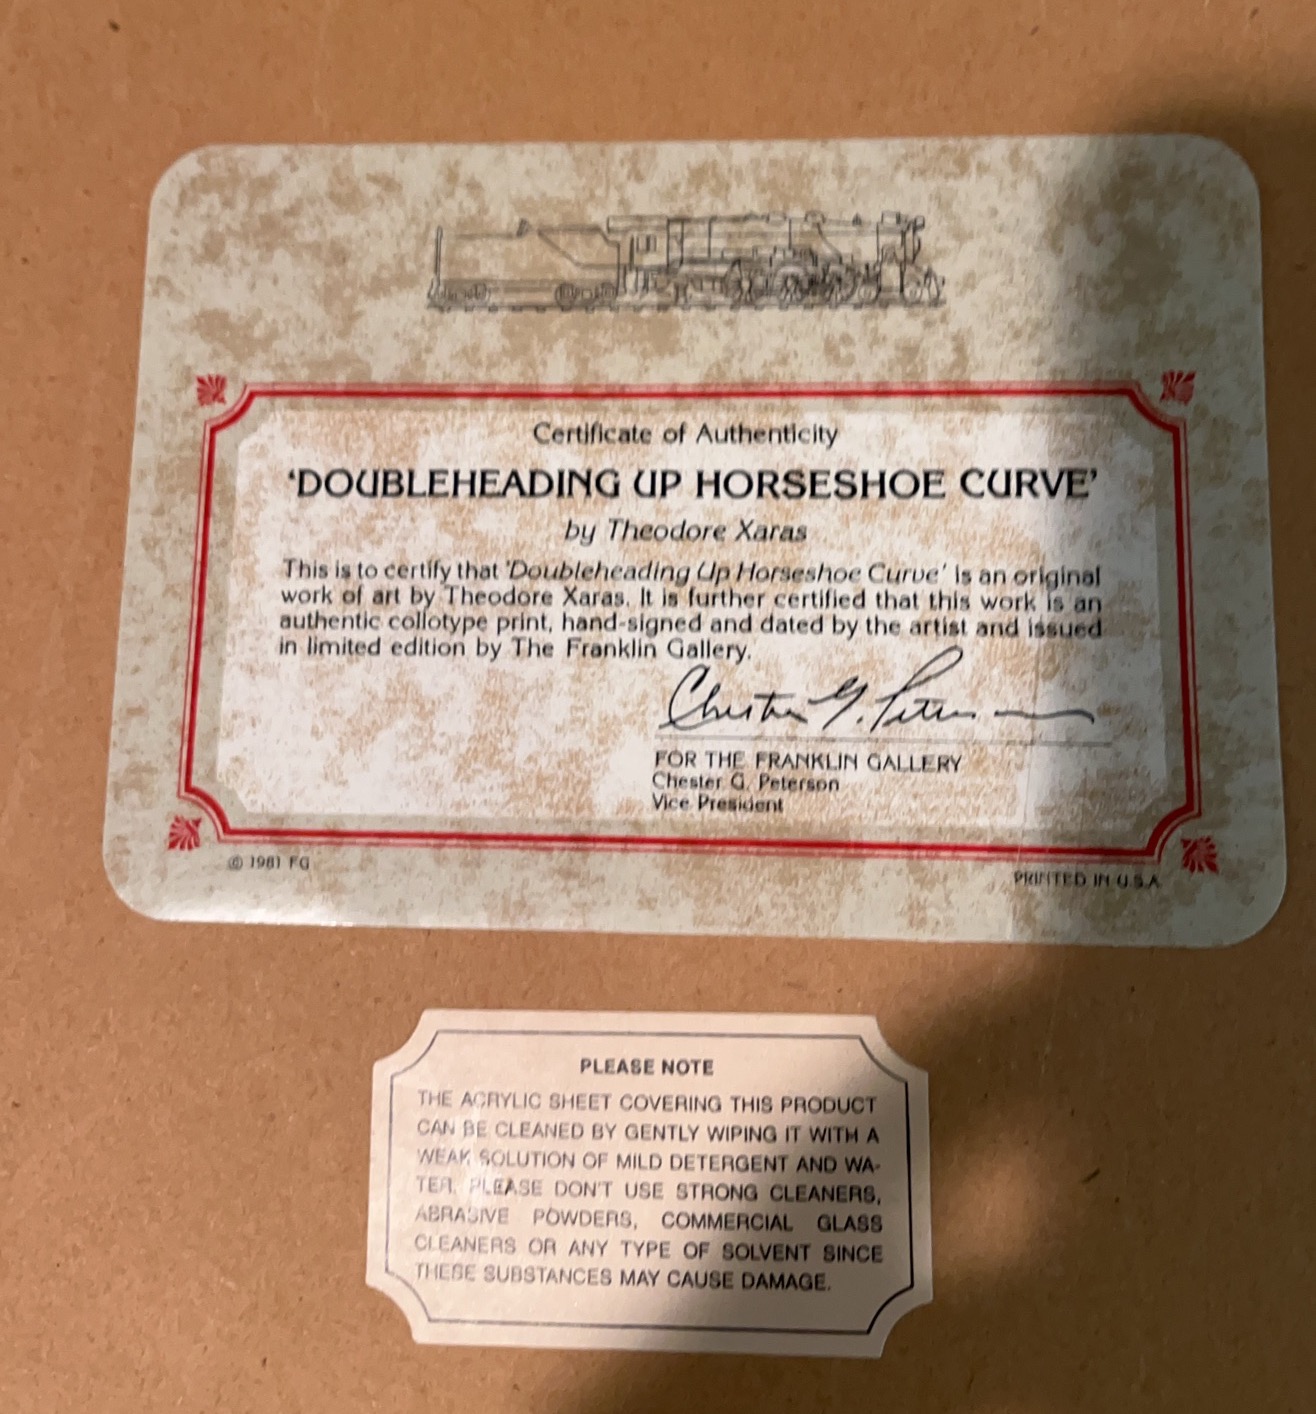 Certificate of Authenticity
‘DOUBLEHEADING UP HORSESHOE CURVE’
by Theodore Xaras
This is to certify that ‘Doubleheading Up Horseshoe Curve’ is an original
work of art by Theodore Xaras. It is further certified that this work is an
authentic collotype print, hand-signed and dated by the artist and issued
in limited edition by The Franklin Gallery.
Chester G. Peterson
FOR THE FRANKLIN GALLERY
Chester G. Peterson
Vice President
© 1981 FG
PRINTED IN U.S.A.
PLEASE NOTE
THE ACRYLIC SHEET COVERING THIS PRODUCT
CAN BE CLEANED BY GENTLY WIPING IT WITH A
WEAK SOLUTION OF MILD DETERGENT AND WA-
TER. PLEASE DON'T USE STRONG CLEANERS,
ABRASIVE POWDERS, COMMERCIAL GLASS
CLEANERS OR ANY TYPE OF SOLVENT SINCE
THESE SUBSTANCES MAY CAUSE DAMAGE.